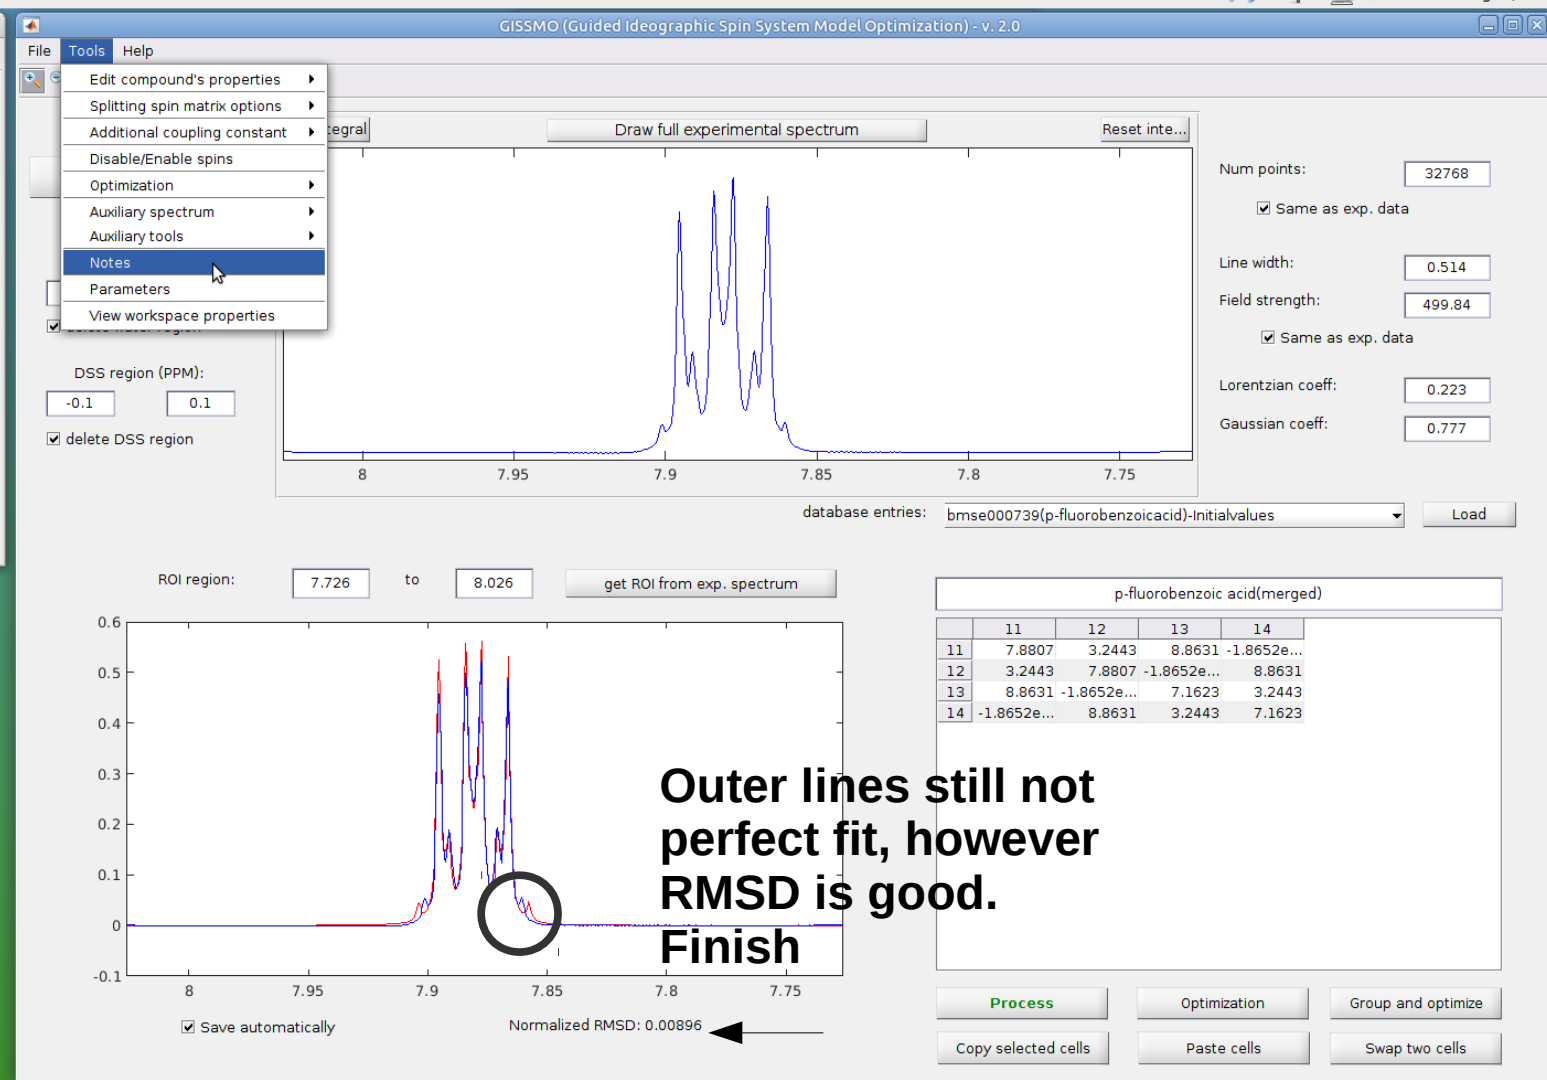 GISSMO (Guided Ideographic Spin System Model Optimization) - v. 2.0
File Tools Help
Edit compound's properties
Splitting spin matrix options
Additional coupling constant
Disable/Enable spins
Optimization
Auxiliary spectrum
Auxiliary tools
Notes
Parameters
View workspace properties
Draw full experimental spectrum
Reset inte...
8 7.95 7.9 7.85 7.8 7.75
DSS region (PPM):
-0.1 0.1
delete DSS region
Num points: 32768
Same as exp. data
Line width: 0.514
Field strength: 499.84
Same as exp. data
Lorentzian coeff: 0.223
Gaussian coeff: 0.777
database entries: bmse000739(p-fluorobenzoicacid)-Initialvalues Load
ROI region: 7.726 to 8.026 get ROI from exp. spectrum
0.6
0.5
0.4
0.3
0.2
0.1
0
-0.1
8 7.95 7.9 7.85 7.8 7.75
Save automatically
Normalized RMSD: 0.00896
p-fluorobenzoic acid(merged)
11 12 13 14
11 7.8807 3.2443 8.8631 -1.8652e...
12 3.2443 7.8807 -1.8652e... 8.8631
13 8.8631 -1.8652e... 7.1623 3.2443
14 -1.8652e... 8.8631 3.2443 7.1623
Outer lines still not
perfect fit, however
RMSD is good.
Finish
Process Optimization Group and optimize
Copy selected cells Paste cells Swap two cells